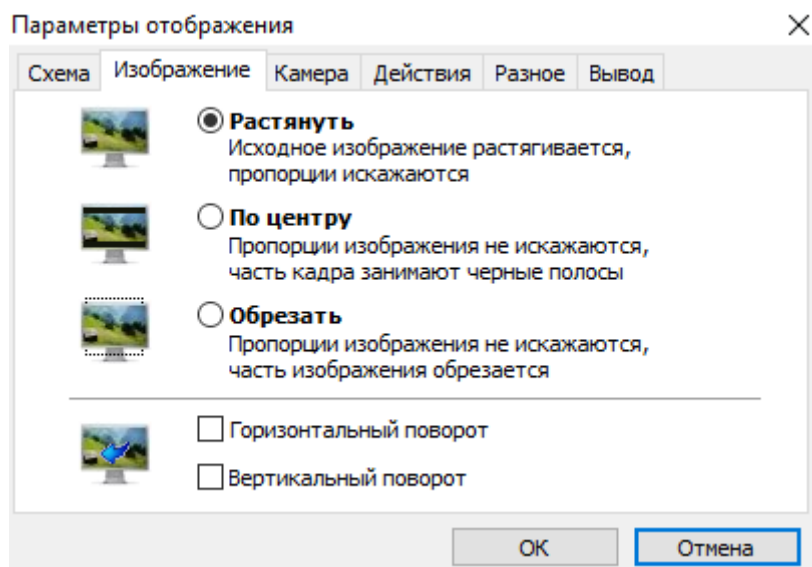 Параметры отображения
Схема Изображение Камера Действия Разное Вывод
Растянуть
Исходное изображение растягивается,
пропорции искажаются
По центру
Пропорции изображения не искажаются,
часть кадра занимают черные полосы
Обрезать
Пропорции изображения не искажаются,
часть изображения обрезается
Горизонтальный поворот
Вертикальный поворот
ОК Отмена